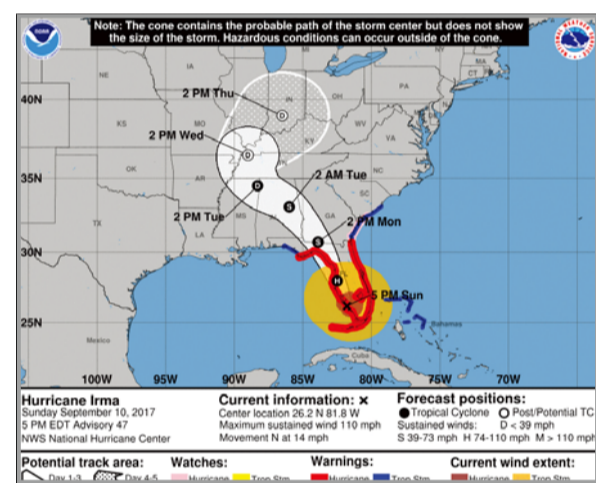 Note: The cone contains the probable path of the storm center but does not show
the size of the storm. Hazardous conditions can occur outside of the cone.
NE
IA
IN
OH
PA
NY
MA
CT
RI
40N
2 PM Thu
KS
MO
KY
WV
VA
2 PM Wed
35N
OK
AR
2 AM Tue
NC
SC
D
S
TX
2 PM Tue
MS
GA
2 PM Mon
LA
30N
S
H
5 PM Sun
25N
Mexico
Bahamas
Cuba
100W 95W 90W 85W 80W 75W 70W
Hurricane Irma
Sunday September 10, 2017
5 PM EDT Advisory 47
NWS National Hurricane Center
Current information: x
Center location 26.2 N 81.8 W
Maximum sustained wind 110 mph
Movement N at 14 mph
Forecast positions:
Tropical Cyclone Post/Potential TC
Sustained winds: D < 39 mph
S 39-73 mph H 74-110 mph M > 110 mph
Potential track area:
Day 1-3 Day 4-5
Watches:
Hurricane Trop Stm
Warnings:
Hurricane Trop Stm
Current wind extent:
Hurricane Trop Stm